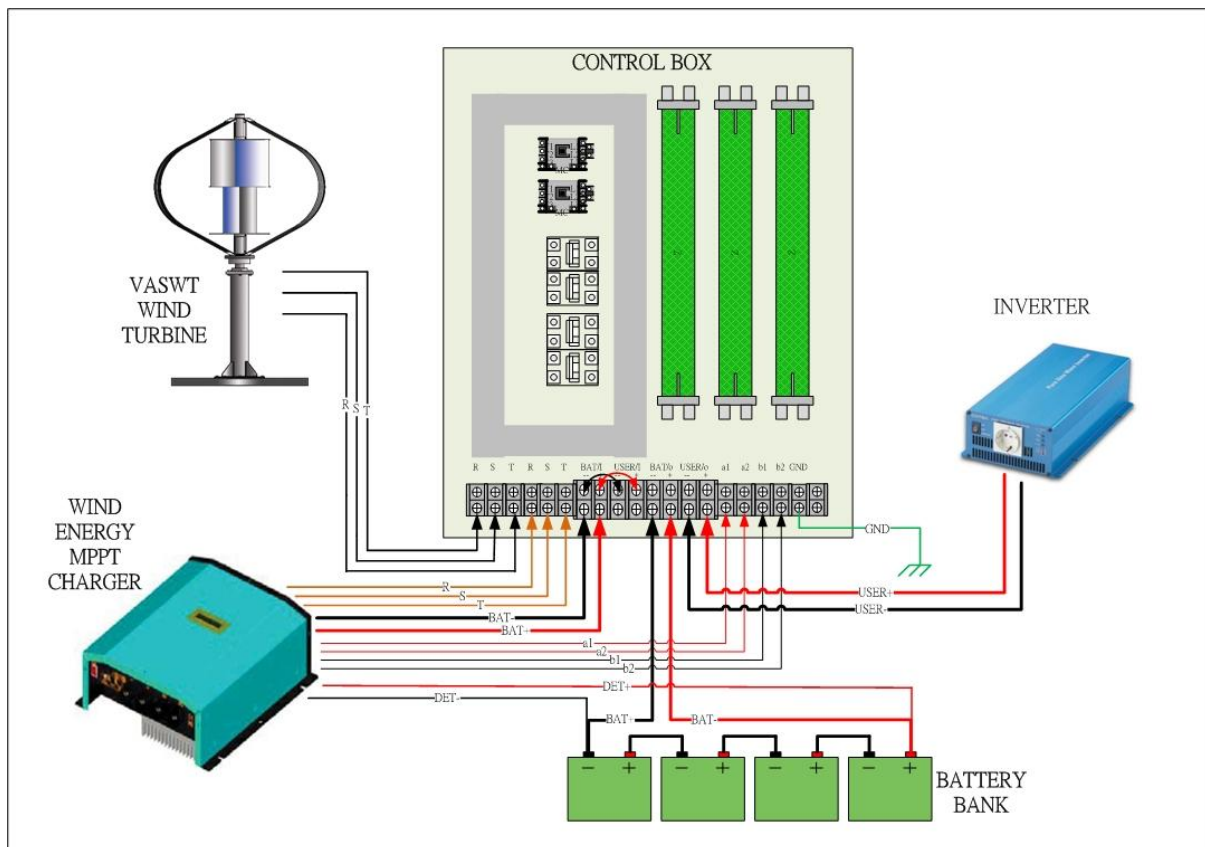 CONTROL BOX
VASWT
WIND
TURBINE
INVERTER
R S T
R S T R S T BAT/I USER/I BAT/o USER/o a1 a2 b1 b2 GND
− + − + − + − +
GND
WIND
ENERGY
MPPT
CHARGER
R
S
T
BAT-
BAT+
USER+
USER-
a1
a2
b1
b2
DET+
DET-
BAT+
BAT-
− + − + − + − +
BATTERY
BANK